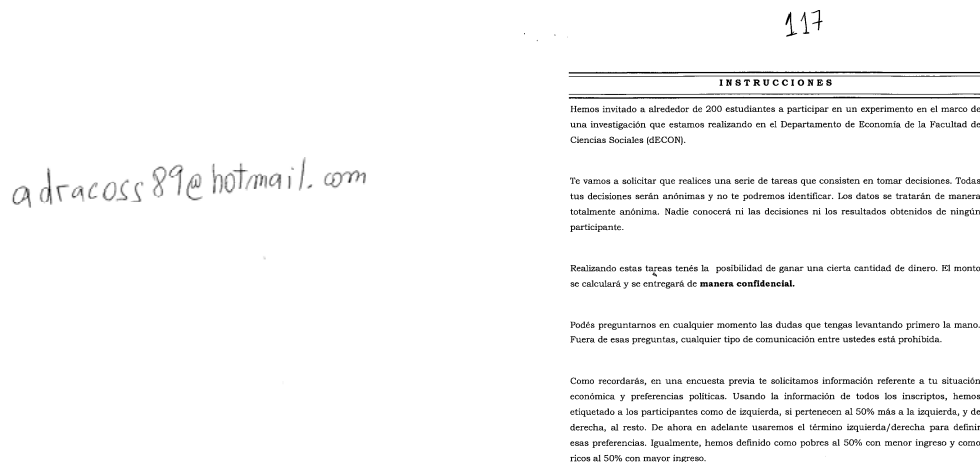 adracoss89@hotmail.com
117
INSTRUCCIONES
Hemos invitado a alrededor de 200 estudiantes a participar en un experimento en el marco de
una investigación que estamos realizando en el Departamento de Economía de la Facultad de
Ciencias Sociales (dECON).
Te vamos a solicitar que realices una serie de tareas que consisten en tomar decisiones. Todas
tus decisiones serán anónimas y no te podremos identificar. Los datos se tratarán de manera
totalmente anónima. Nadie conocerá ni las decisiones ni los resultados obtenidos de ningún
participante.
Realizando estas tareas tenés la posibilidad de ganar una cierta cantidad de dinero. El monto
se calculará y se entregará de manera confidencial.
Podés preguntarnos en cualquier momento las dudas que tengas levantando primero la mano.
Fuera de esas preguntas, cualquier tipo de comunicación entre ustedes está prohibida.
Como recordarás, en una encuesta previa te solicitamos información referente a tu situación
económica y preferencias políticas. Usando la información de todos los inscriptos, hemos
etiquetado a los participantes como de izquierda, si pertenecen al 50% más a la izquierda, y de
derecha, al resto. De ahora en adelante usaremos el término izquierda/derecha para definir
esas preferencias. Igualmente, hemos definido como pobres al 50% con menor ingreso y como
ricos al 50% con mayor ingreso.